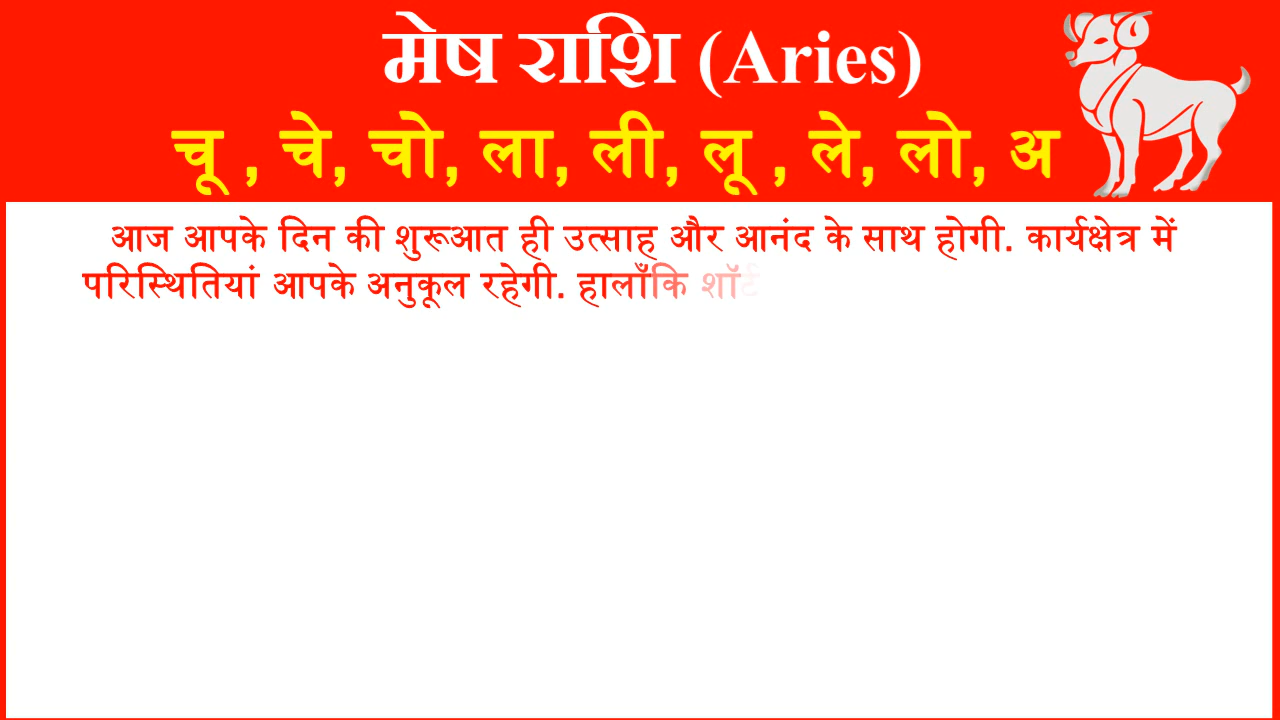 मेष राशि (Aries)
चू , चे, चो, ला, ली, लू , ले, लो, अ
आज आपके दिन की शुरूआत ही उत्साह और आनंद के साथ होगी. कार्यक्षेत्र में
परिस्थितियां आपके अनुकूल रहेगी. हालाँकि